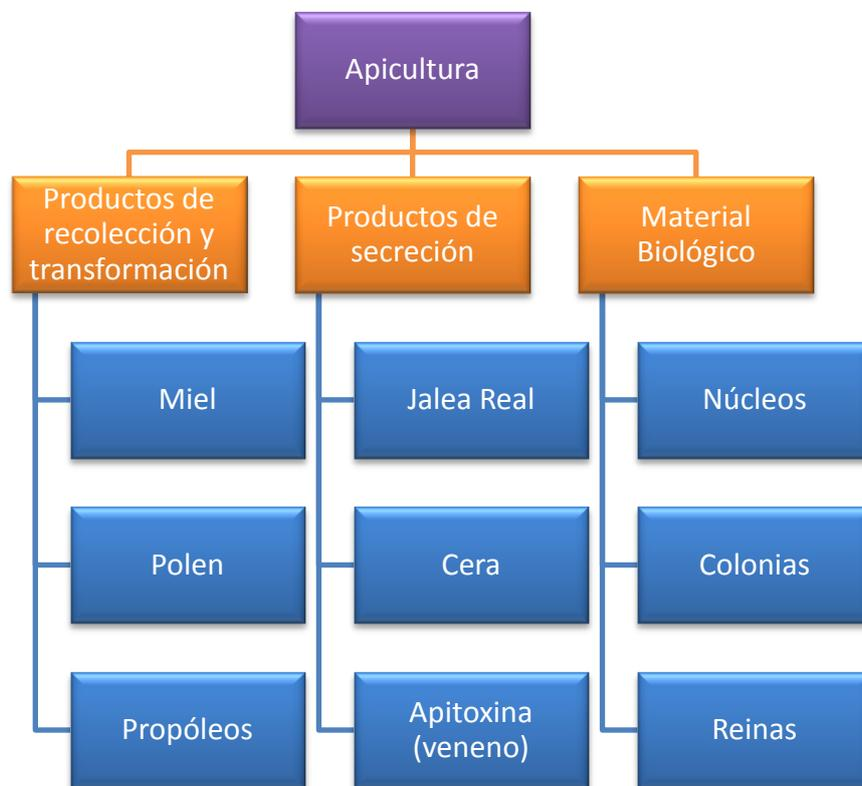 Apicultura
Productos de
recolección y
transformación
Productos de
secreción
Material
Biológico
Miel
Jalea Real
Núcleos
Polen
Cera
Colonias
Propóleos
Apitoxina
(veneno)
Reinas